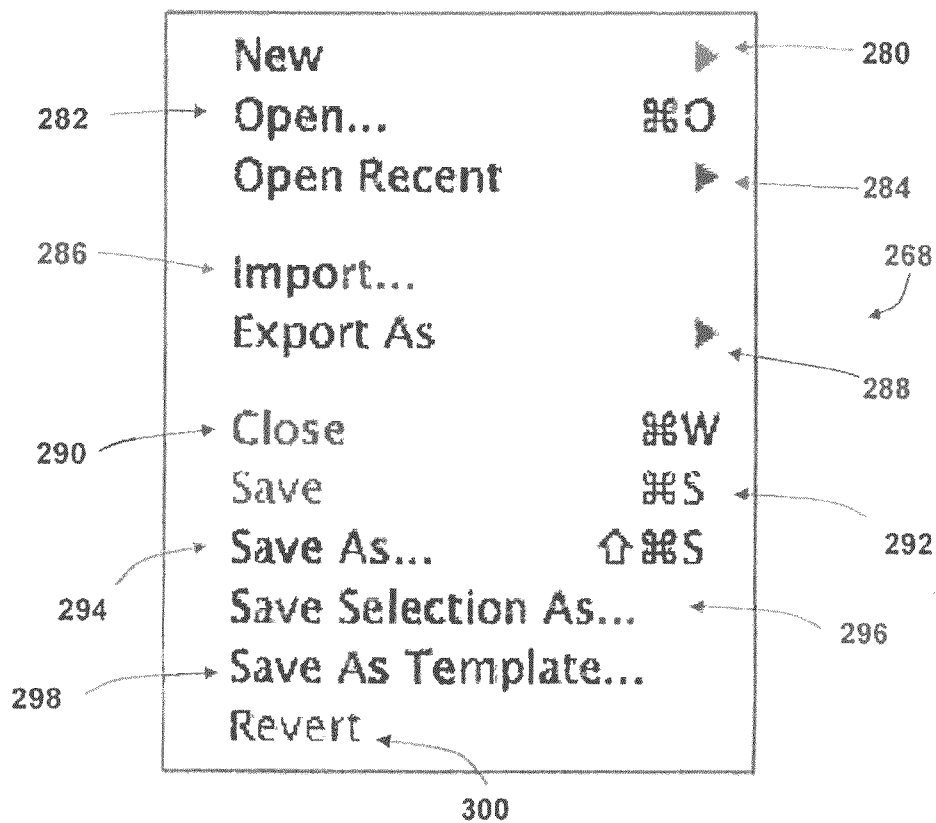 New ▶ 280
282 Open... ⌘O
Open Recent ▶ 284
286 Import... 268
Export As ▶ 288
290 Close ⌘W
Save ⌘S 292
294 Save As... ⇧⌘S
Save Selection As... 296
298 Save As Template...
Revert
300